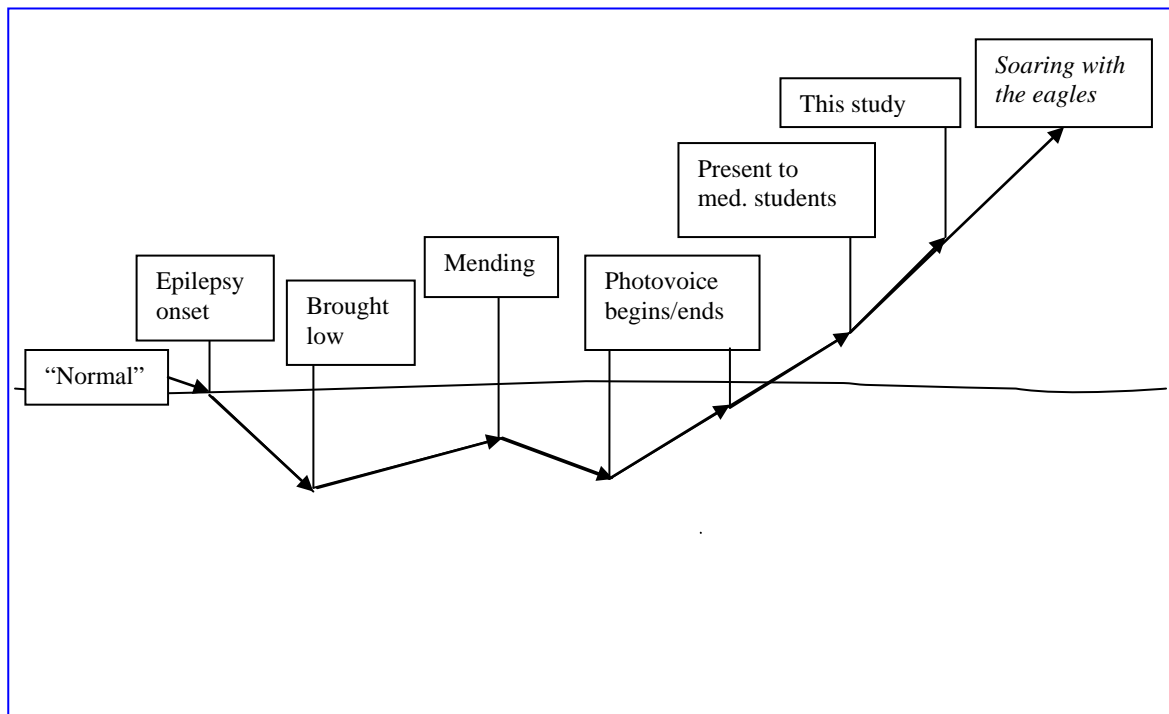 “Normal”
Epilepsy
onset
Brought
low
Mending
Photovoice
begins/ends
Present to
med. students
This study
Soaring with
the eagles